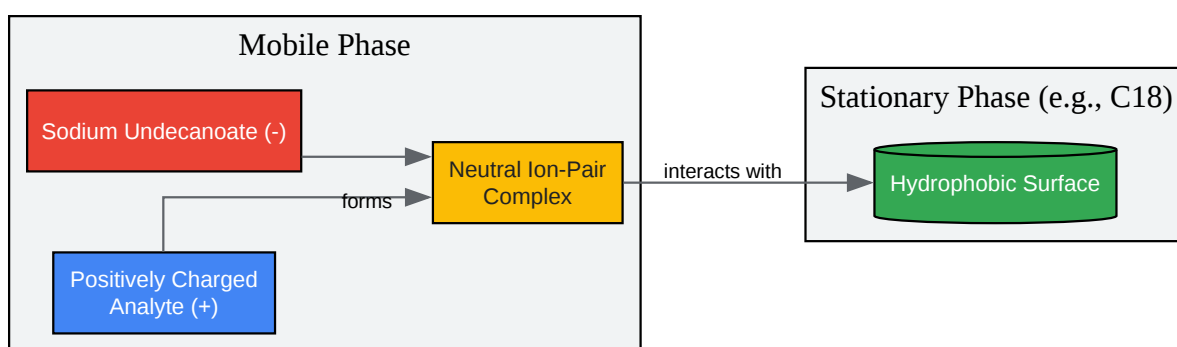 Mobile Phase
Sodium Undecanoate (-)
Positively Charged
Analyte (+)
forms
Neutral Ion-Pair
Complex
interacts with
Stationary Phase (e.g., C18)
Hydrophobic Surface